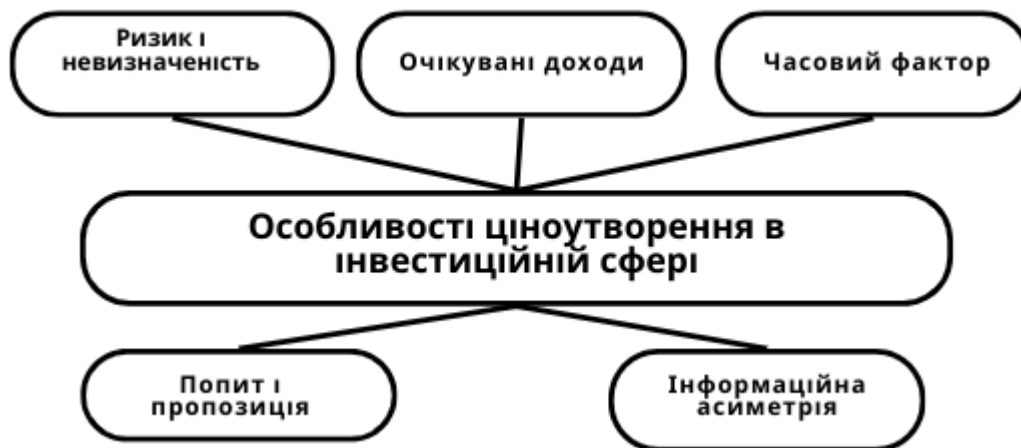 Ризик і
невизначеність
Очікувані доходи
Часовий фактор
Особливості ціноутворення в
інвестиційній сфері
Попит і
пропозиція
Інформаційна
асиметрія